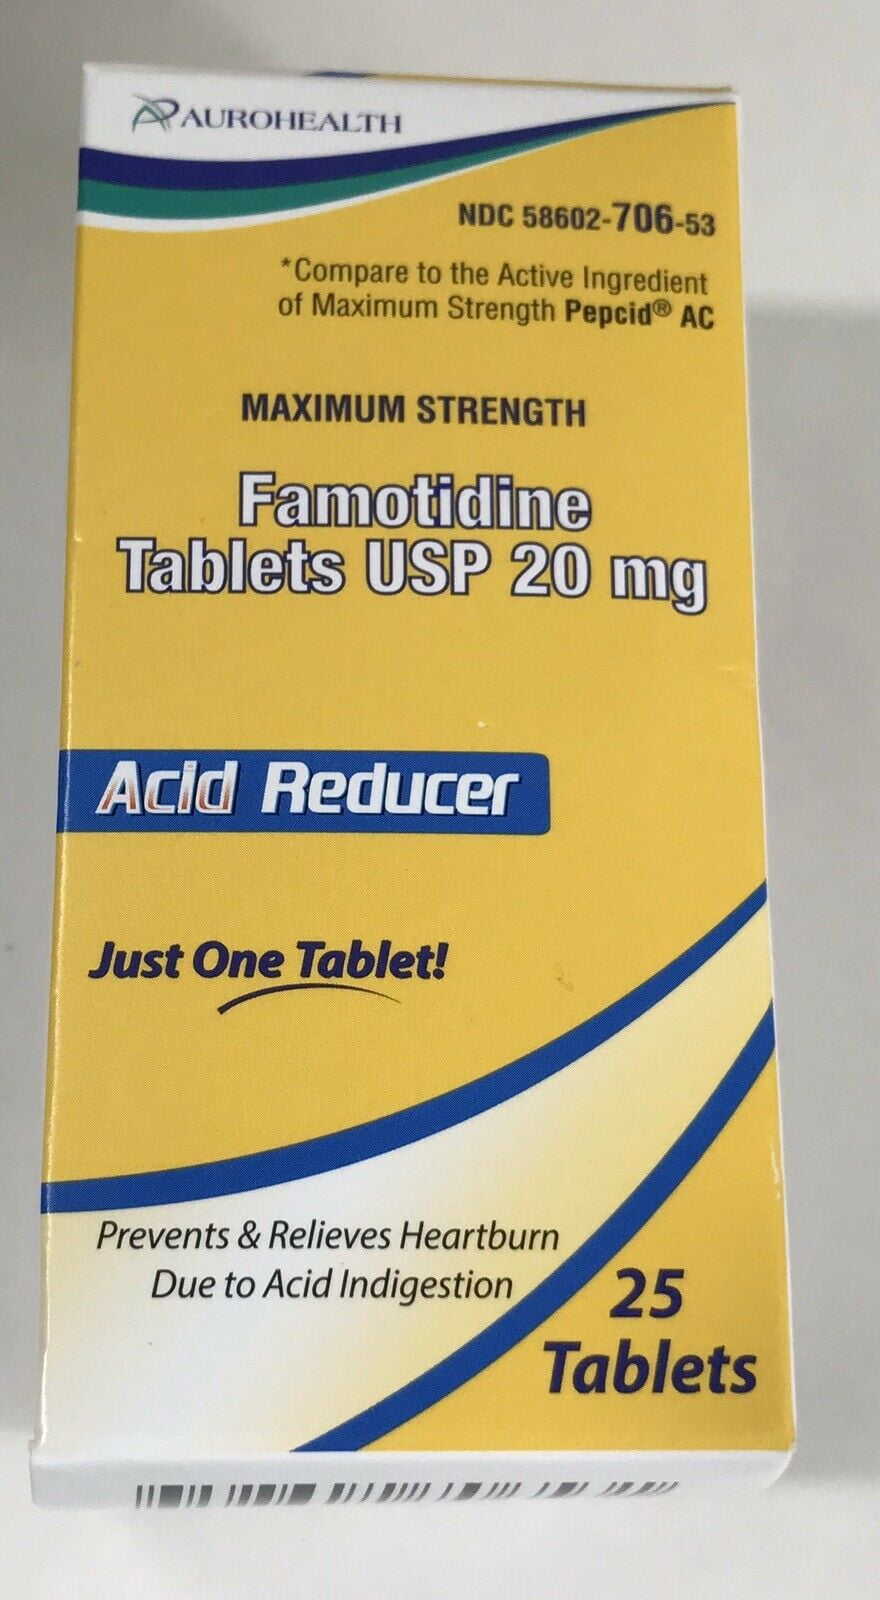 AUROHEALTH
NDC 58602-706-53
*Compare to the Active Ingredient
of Maximum Strength Pepcid® AC
MAXIMUM STRENGTH
Famotidine
Tablets USP 20 mg
Acid Reducer
Just One Tablet!
Prevents & Relieves Heartburn
Due to Acid Indigestion
25
Tablets